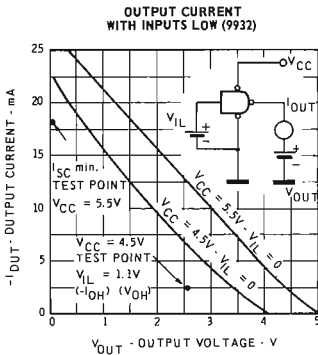 OUTPUT CURRENT
WITH INPUTS LOW (9932)
25
20
15
10
5
0
-IOUT - OUTPUT CURRENT - mA
ISC min.
TEST POINT
VCC = 5.5V
VCC = 4.5V
TEST POINT
VIL = 1.1V
(-IOH) (VOH)
VCC = 5.5V - VIL = 0
VCC = 4.5V - VIL = 0
VCC
IOUT
VIL
+
-
+
-
VOUT
0 1 2 3 4 5
VOUT - OUTPUT VOLTAGE - V